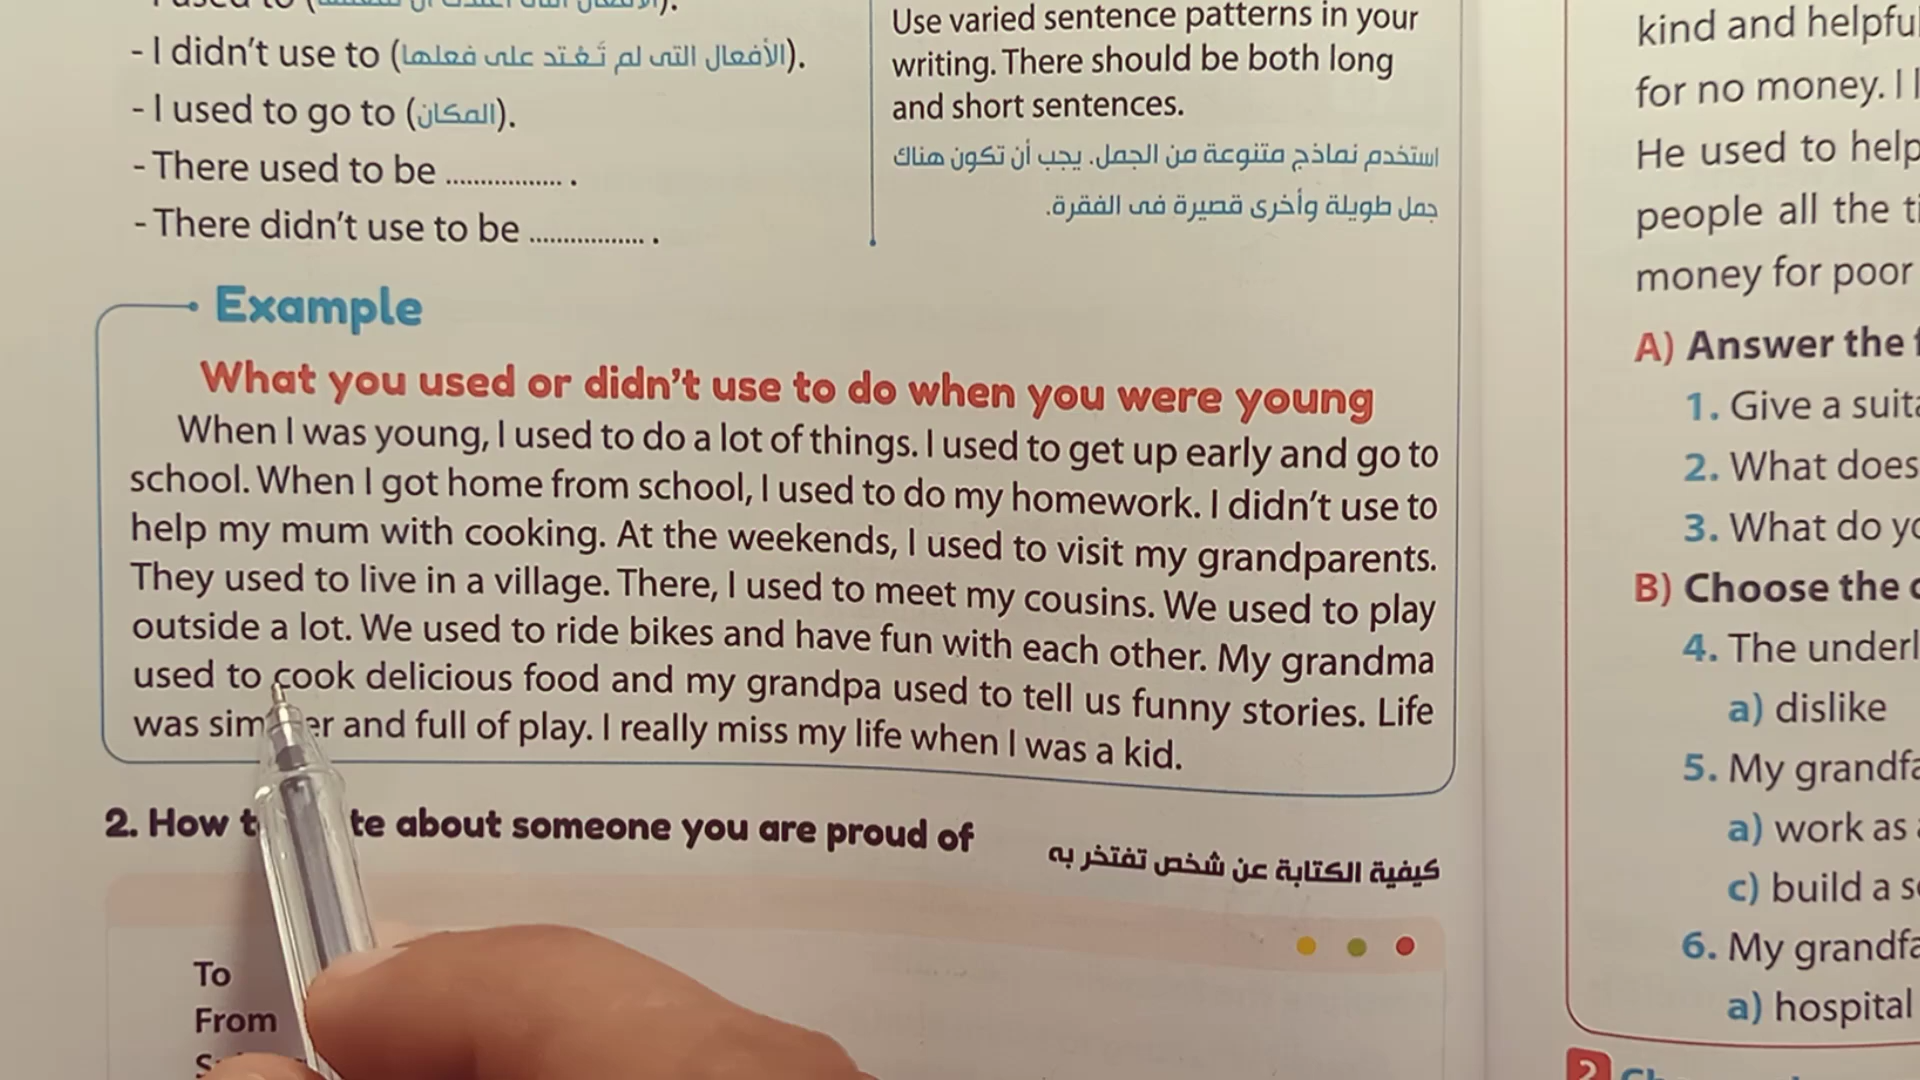 I used to
- I didn't use to (الأفعال التى لم تَعْتد على فعلها).
- I used to go to (المكان).
- There used to be ................. .
- There didn't use to be ................. .
Use varied sentence patterns in your
writing. There should be both long
and short sentences.
استخدم نماذج متنوعة من الجمل. يجب أن تكون هناك
جمل طويلة وأخرى قصيرة فى الفقرة.
Example
What you used or didn't use to do when you were young
When I was young, I used to do a lot of things. I used to get up early and go to
school. When I got home from school, I used to do my homework. I didn't use to
help my mum with cooking. At the weekends, I used to visit my grandparents.
They used to live in a village. There, I used to meet my cousins. We used to play
outside a lot. We used to ride bikes and have fun with each other. My grandma
used to cook delicious food and my grandpa used to tell us funny stories. Life
was sim er and full of play. I really miss my life when I was a kid.
2. How t te about someone you are proud of
كيفية الكتابة عن شخص تفتخر به
To
From
kind and helpful
for no money. I
He used to help
people all the
money for poor
A) Answer the
1. Give a
2. What does
3. What do
B) Choose the
4. The
a) dislike
5. My
a) work as
c) build a
6. My
a) hospital
2